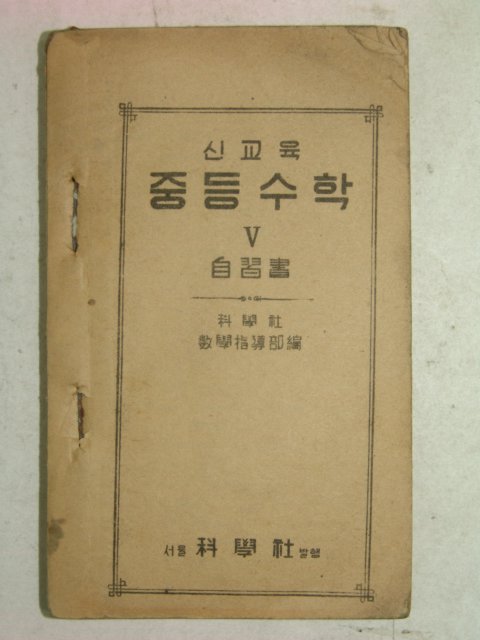 신교육
중등수학
V
自習書
科學社
數學指導部編
서울 科學社 발행